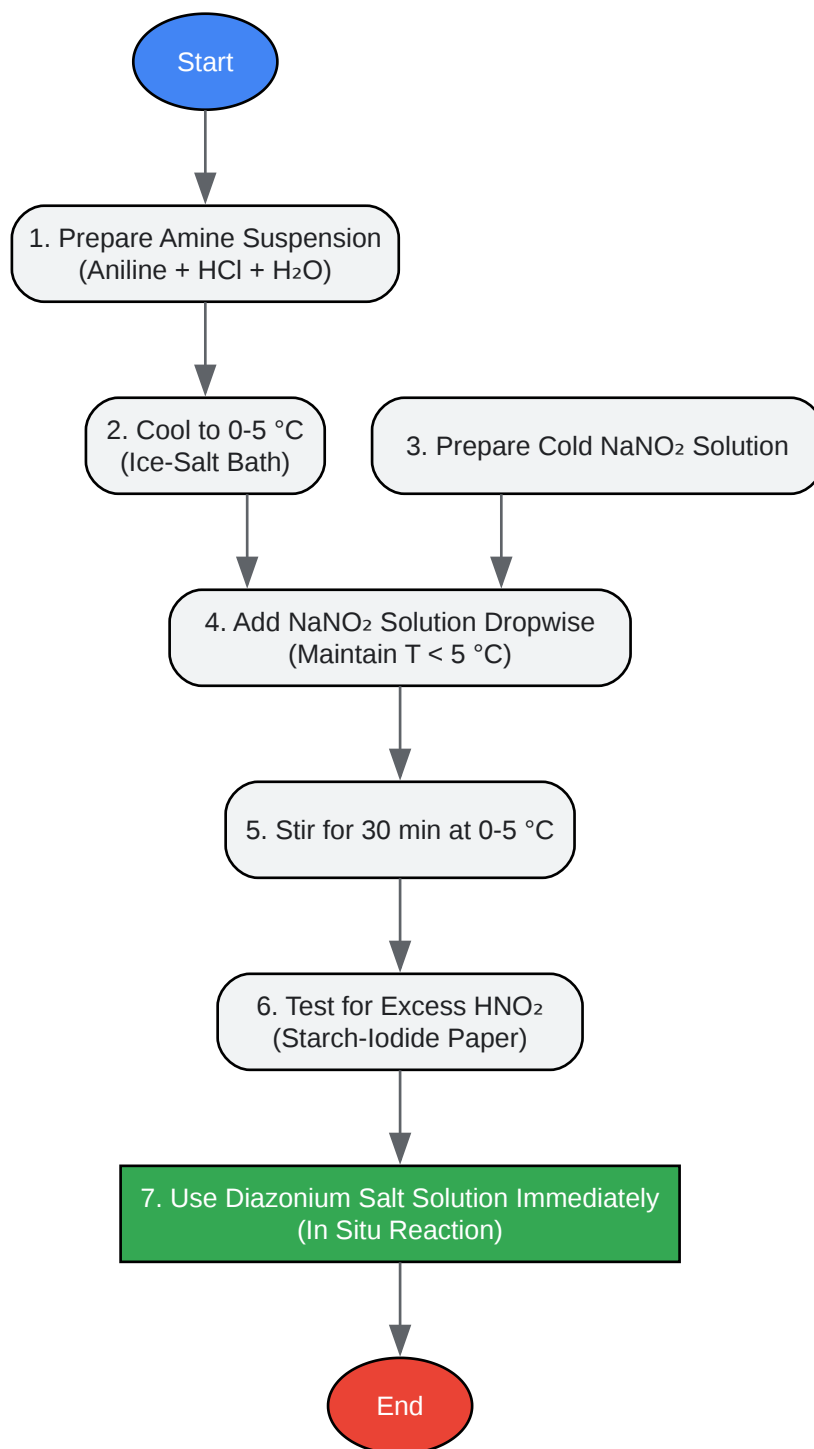 Start
1. Prepare Amine Suspension
(Aniline + HCl + H₂O)
2. Cool to 0-5 °C
(Ice-Salt Bath)
3. Prepare Cold NaNO₂ Solution
4. Add NaNO₂ Solution Dropwise
(Maintain T < 5 °C)
5. Stir for 30 min at 0-5 °C
6. Test for Excess HNO₂
(Starch-Iodide Paper)
7. Use Diazonium Salt Solution Immediately
(In Situ Reaction)
End